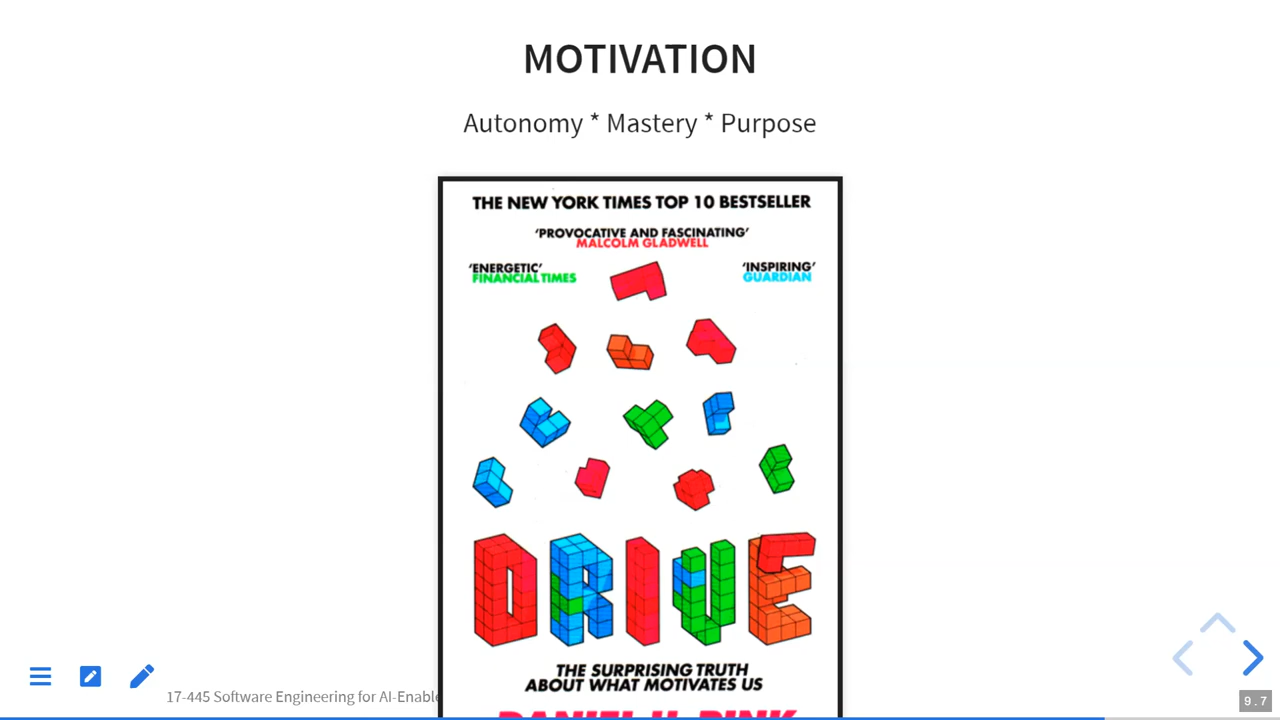 MOTIVATION
Autonomy * Mastery * Purpose
THE NEW YORK TIMES TOP 10 BESTSELLER
'PROVOCATIVE AND FASCINATING'
MALCOLM GLADWELL
'ENERGETIC'
FINANCIAL TIMES
'INSPIRING'
GUARDIAN
DRIVE
THE SURPRISING TRUTH
ABOUT WHAT MOTIVATES US
DANIEL H. PINK
17-445 Software Engineering for AI-Enable
9.7